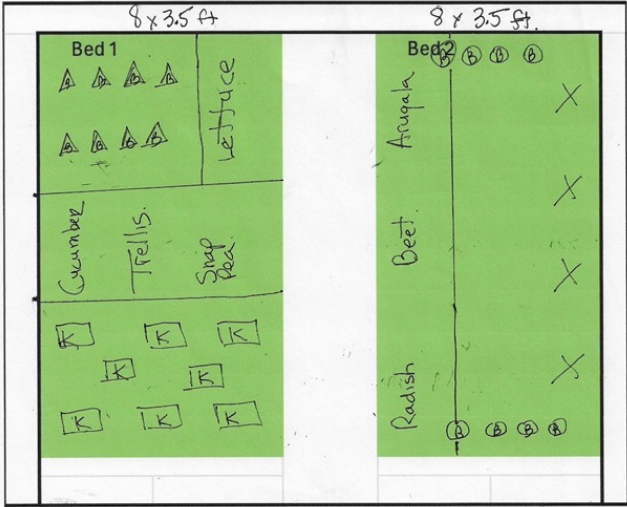 8 x 3.5 ft
8 x 3.5 ft.
Bed 1
B B B B
B B B B
Lettuce
Cucumber
Trellis.
Snap
Pea.
K K K
K K
K K K
Bed 2
B B B B
Arugala
Beet
Radish
X
X
X
X
B B B B